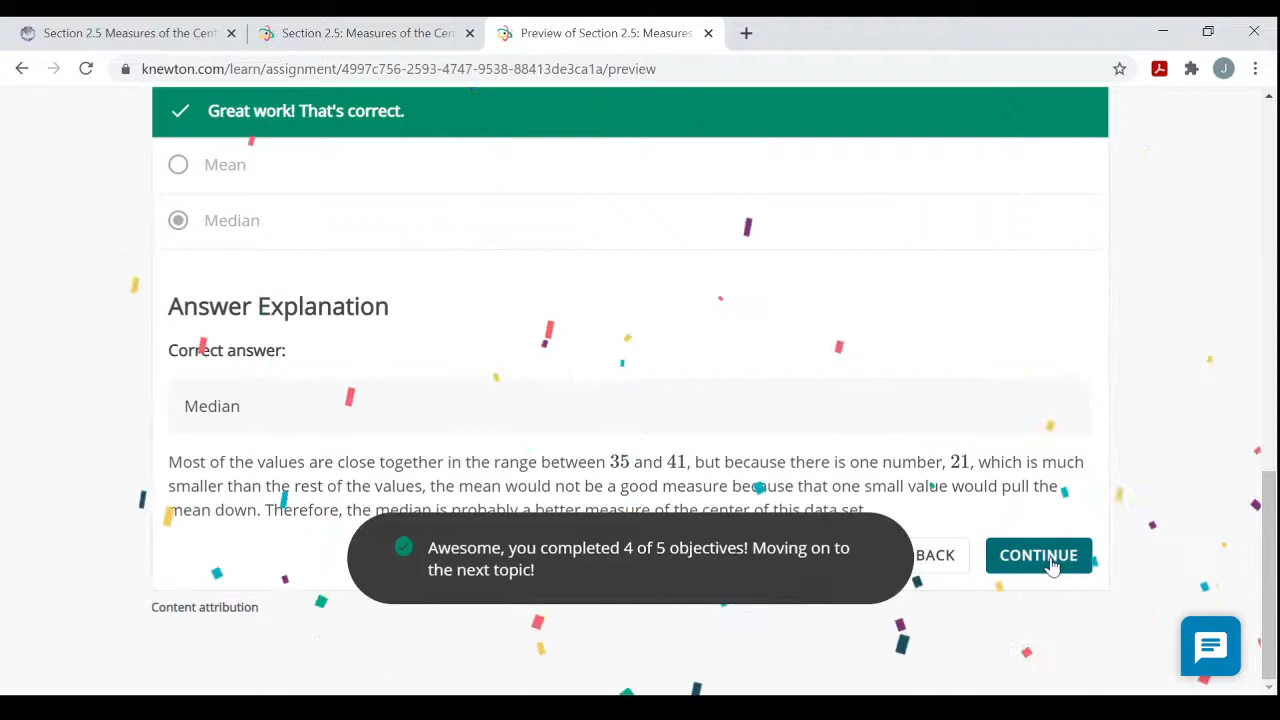 Section 2.5 Measures of the Cent
Section 2.5: Measures of the Cen
Preview of Section 2.5: Measures
knewton.com/learn/assignment/4997c756-2593-4747-9538-88413de3ca1a/preview
J
Great work! That's correct.
Mean
Median
Answer Explanation
Correct answer:
Median
Most of the values are close together in the range between 35 and 41, but because there is one number, 21, which is much
smaller than the rest of the values, the mean would not be a good measure because that one small value would pull the
mean down. Therefore, the median is probably a better measure of the center of this data set.
Awesome, you completed 4 of 5 objectives! Moving on to
the next topic!
BACK
CONTINUE
Content attribution